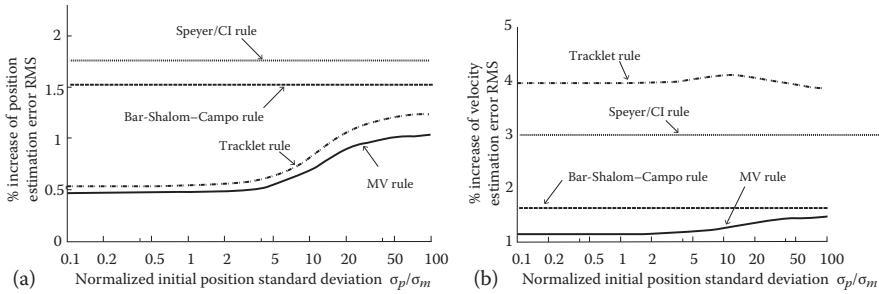 % increase of position
estimation error RMS
2
1.5
1
0.5
0
Speyer/CI rule
Bar-Shalom–Campo rule
Tracklet rule
MV rule
0.1 0.2 0.5 1 2 5 10 20 50 100
(a) Normalized initial position standard deviation σp/σm
% increase of velocity
estimation error RMS
5
4
3
2
1
Tracklet rule
Speyer/CI rule
Bar-Shalom–Campo rule
MV rule
0.1 0.2 0.5 1 2 5 10 20 50 100
(b) Normalized initial position standard deviation σp/σm